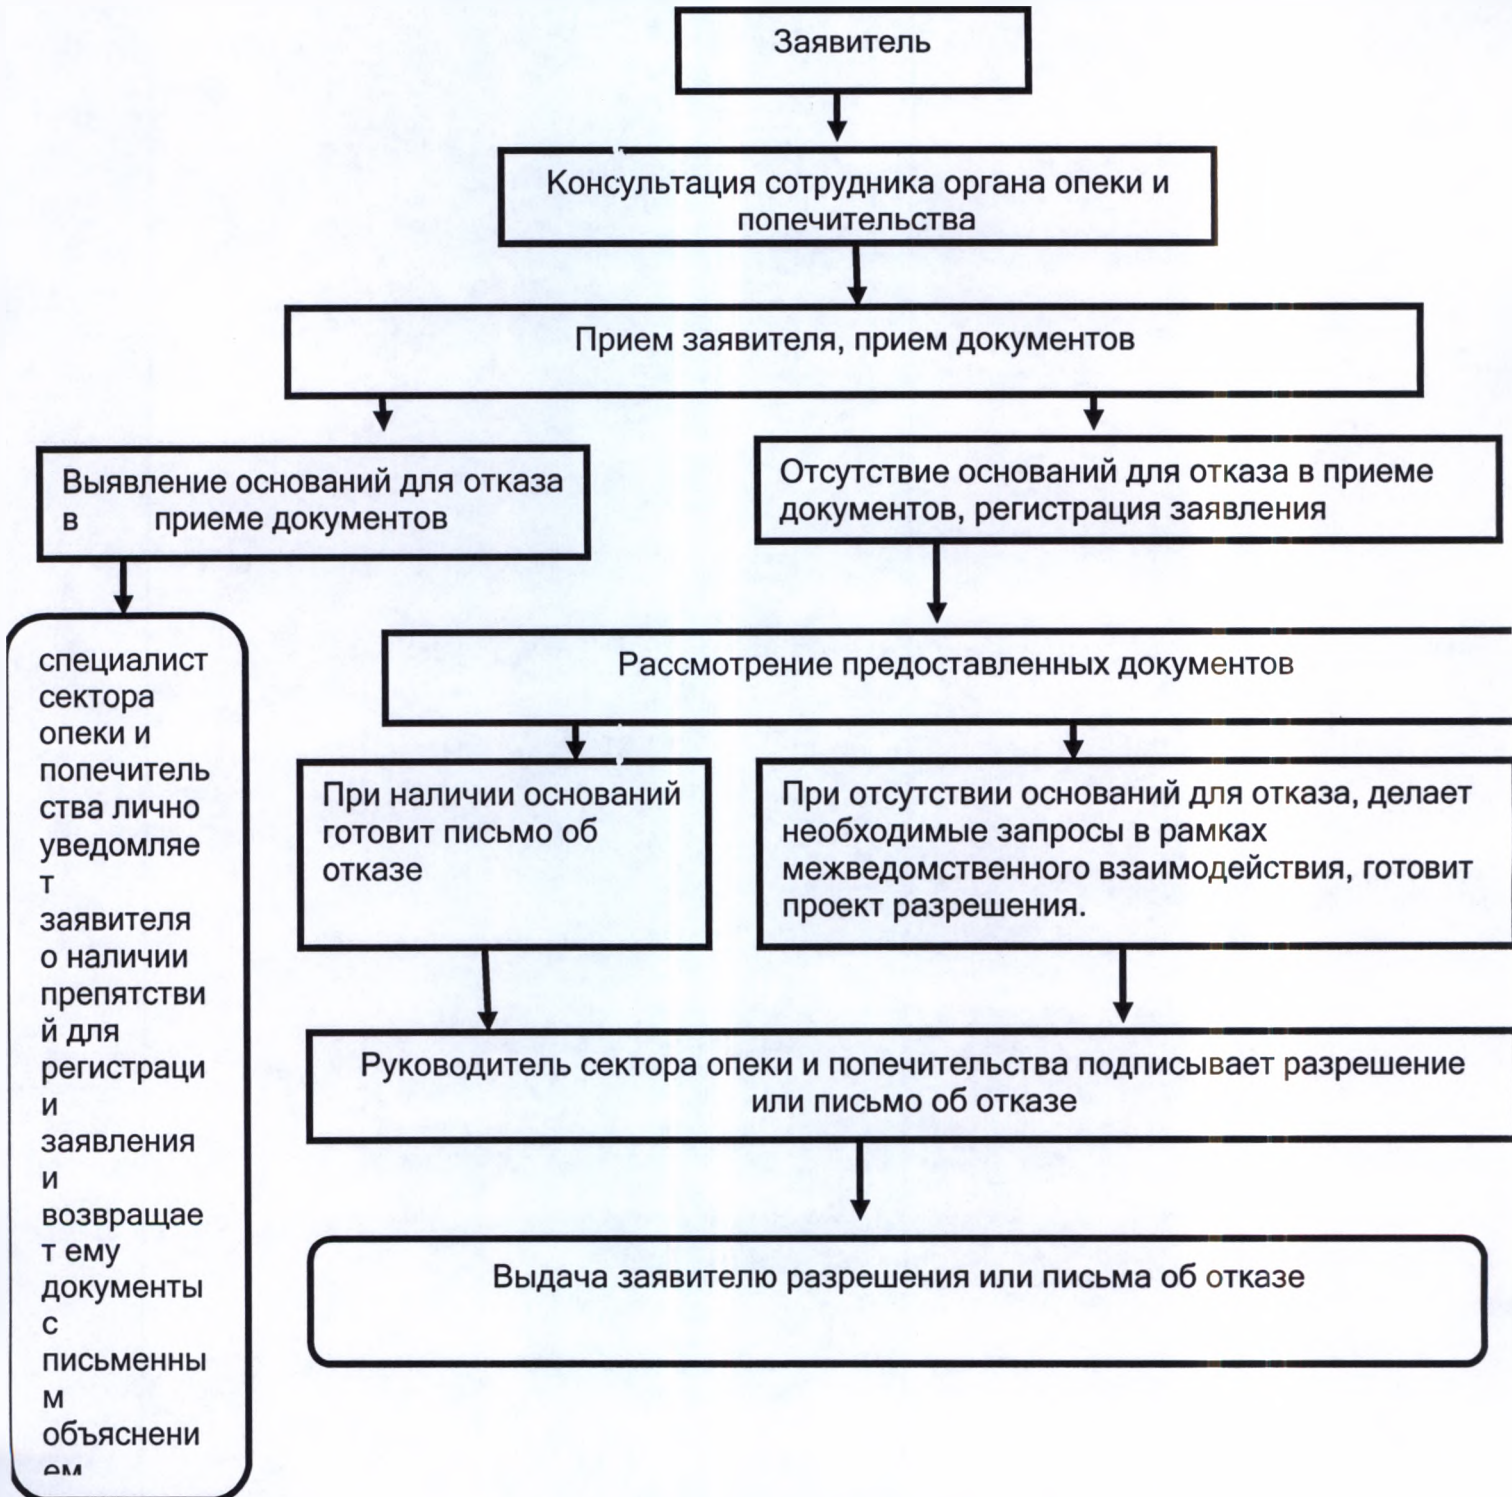 Заявитель
Консультация сотрудника органа опеки и
попечительства
Прием заявителя, прием документов
Выявление оснований для отказа
в приеме документов
Отсутствие оснований для отказа в приеме
документов, регистрация заявления
специалист
сектора
опеки и
попечитель
ства лично
уведомляе
т
заявителя
о наличии
препятстви
й для
регистраци
и
заявления
и
возвращае
т ему
документы
с
письменны
м
объяснени
ем
Рассмотрение предоставленных документов
При наличии оснований
готовит письмо об
отказе
При отсутствии оснований для отказа, делает
необходимые запросы в рамках
межведомственного взаимодействия, готовит
проект разрешения.
Руководитель сектора опеки и попечительства подписывает разрешение
или письмо об отказе
Выдача заявителю разрешения или письма об отказе